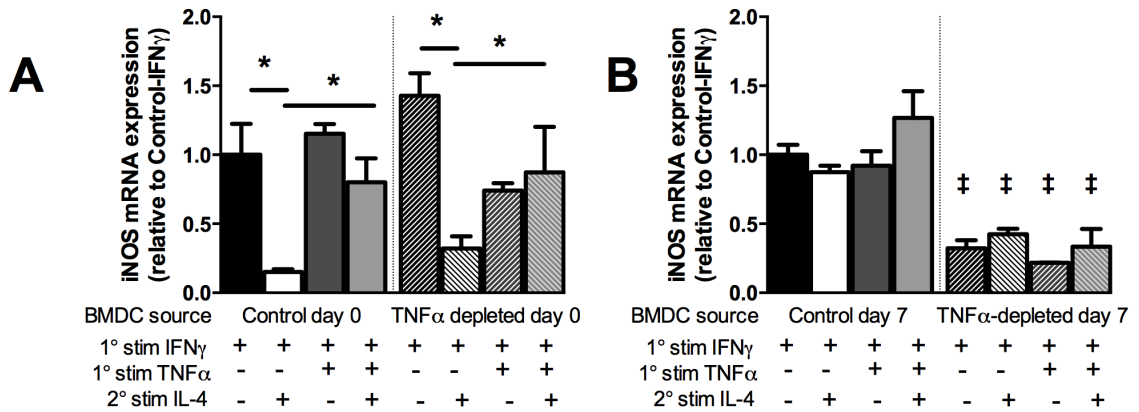 A
iNOS mRNA expression
(relative to Control-IFNγ)
2.0
1.5
1.0
0.5
0.0
* * * *
BMDC source Control day 0 TNFα depleted day 0
1° stim IFNγ + + + + + + + +
1° stim TNFα - - + + - - + +
2° stim IL-4 - + - + - + - +
B
iNOS mRNA expression
(relative to Control-IFNγ)
2.0
1.5
1.0
0.5
0.0
‡ ‡ ‡ ‡
BMDC source Control day 7 TNFα-depleted day 7
1° stim IFNγ + + + + + + + +
1° stim TNFα - - + + - - + +
2° stim IL-4 - + - + - + - +